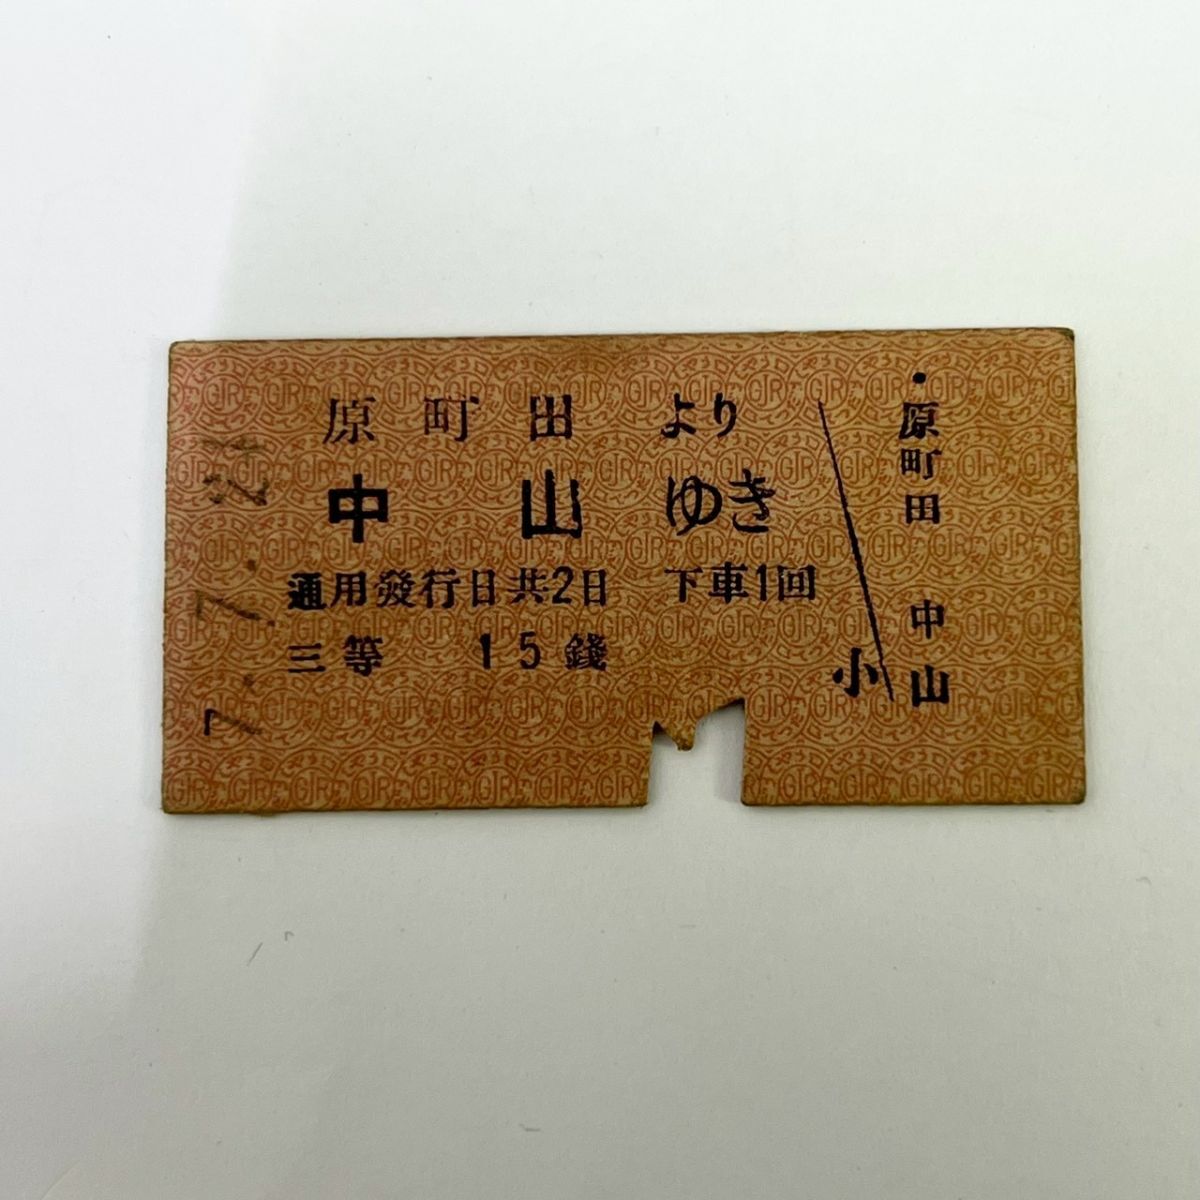 原町田より
中山ゆき
通用發行日共2日 下車1回
三等 15錢
小
原町田 中山
7.7.21